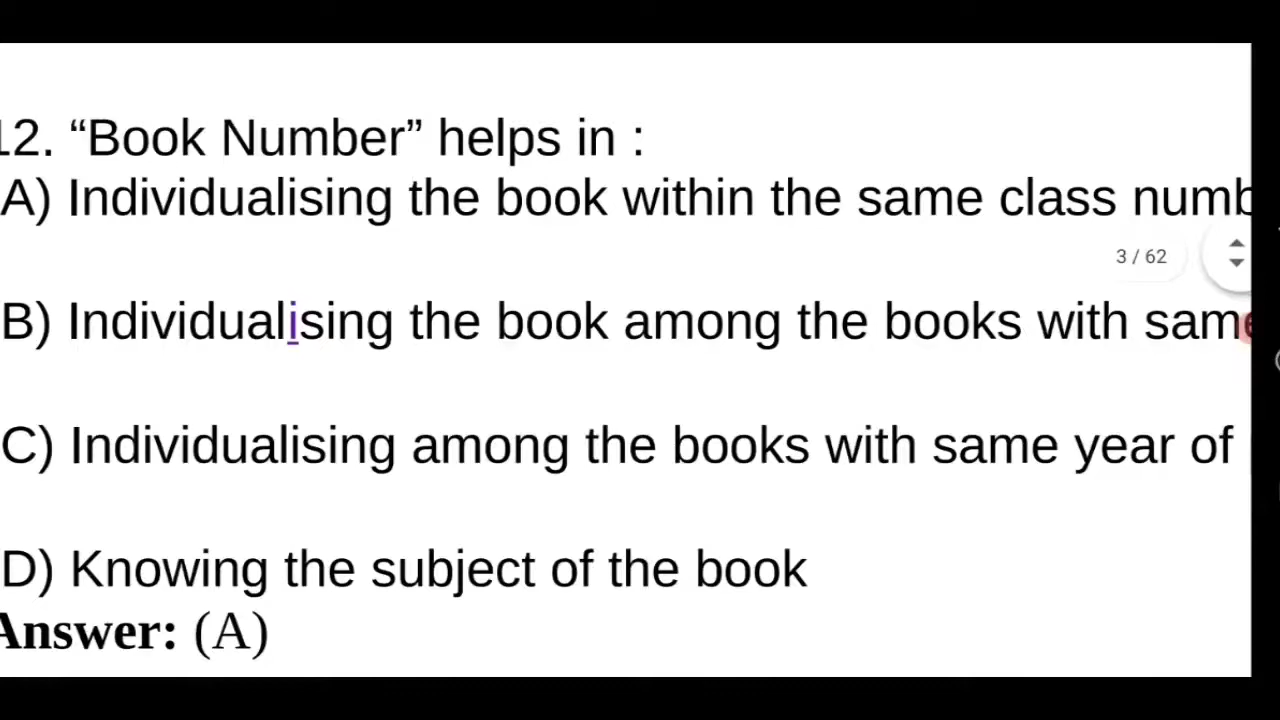 12. “Book Number” helps in :
A) Individualising the book within the same class numb
3 / 62
B) Individualising the book among the books with same
C) Individualising among the books with same year of
D) Knowing the subject of the book
Answer: (A)